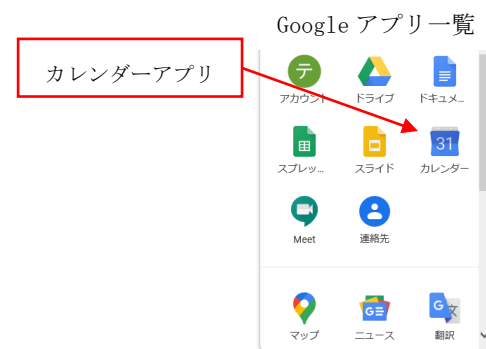 Google アプリ一覧
カレンダーアプリ
テ
アカウント ドライブ ドキュメ...
31
スプレッ... スライド カレンダー
Meet 連絡先
GE G 文
マップ ニュース 翻訳